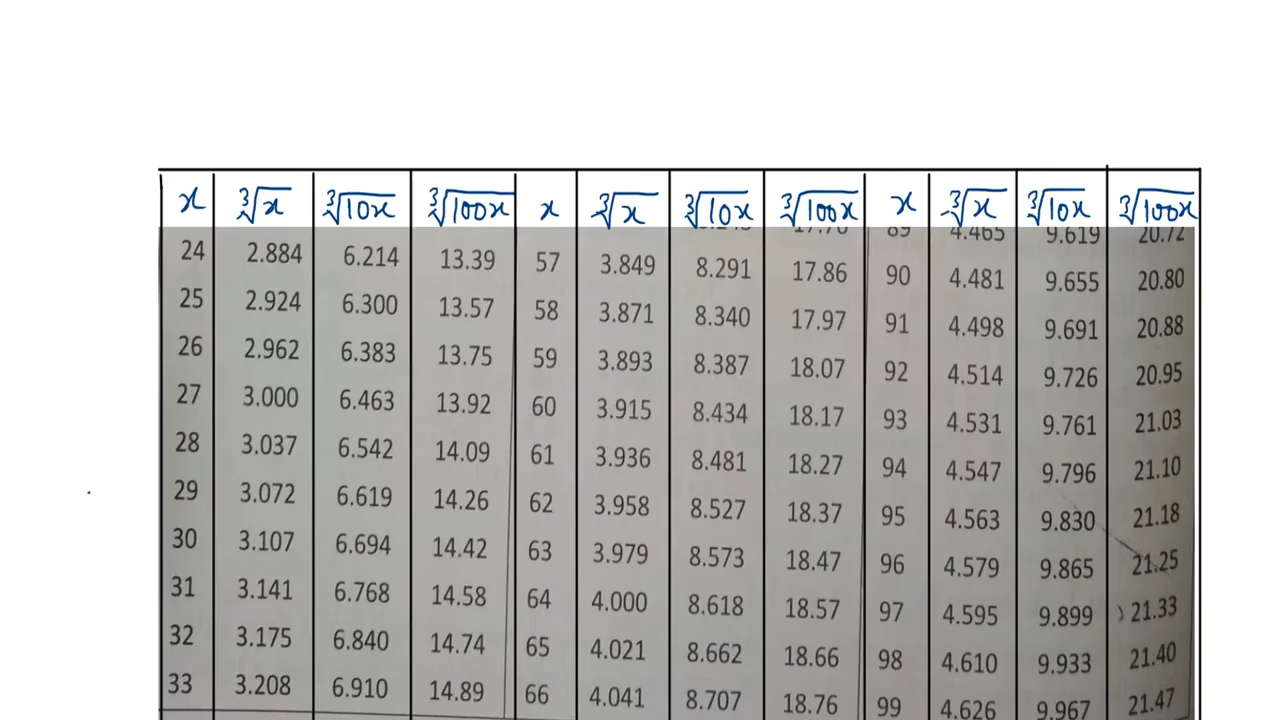 x ∛x ∛10x ∛100x x ∛x ∛10x ∛100x x ∛x ∛10x ∛100x
89 4.465 9.619 20.72
24 2.884 6.214 13.39 57 3.849 8.291 17.86 90 4.481 9.655 20.80
25 2.924 6.300 13.57 58 3.871 8.340 17.97 91 4.498 9.691 20.88
26 2.962 6.383 13.75 59 3.893 8.387 18.07 92 4.514 9.726 20.95
27 3.000 6.463 13.92 60 3.915 8.434 18.17 93 4.531 9.761 21.03
28 3.037 6.542 14.09 61 3.936 8.481 18.27 94 4.547 9.796 21.10
29 3.072 6.619 14.26 62 3.958 8.527 18.37 95 4.563 9.830 21.18
30 3.107 6.694 14.42 63 3.979 8.573 18.47 96 4.579 9.865 21.25
31 3.141 6.768 14.58 64 4.000 8.618 18.57 97 4.595 9.899 21.33
32 3.175 6.840 14.74 65 4.021 8.662 18.66 98 4.610 9.933 21.40
33 3.208 6.910 14.89 66 4.041 8.707 18.76 99 4.626 9.967 21.47